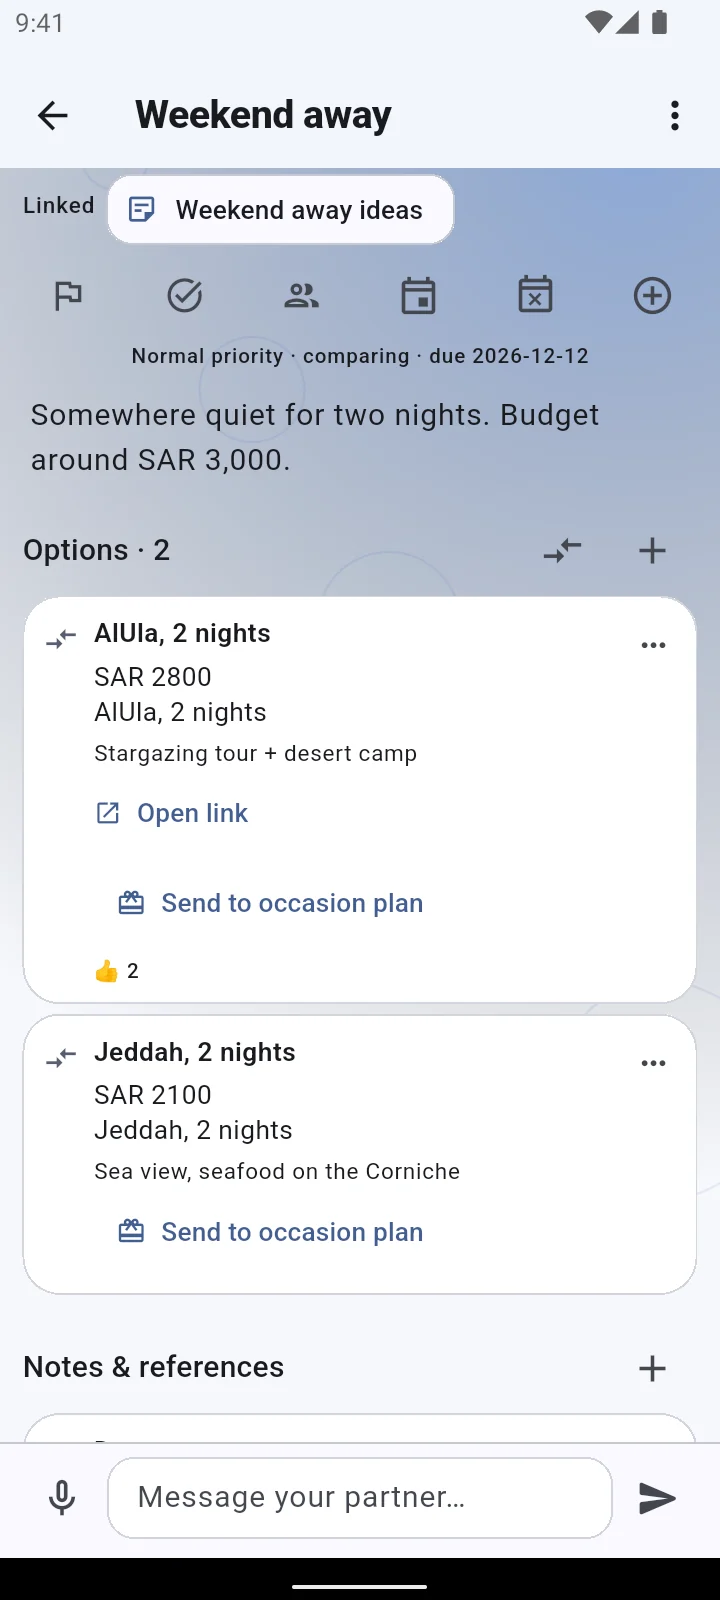 9:41
Weekend away
Linked
Weekend away ideas
Normal priority · comparing · due 2026-12-12
Somewhere quiet for two nights. Budget
around SAR 3,000.
Options · 2
AlUla, 2 nights
SAR 2800
AlUla, 2 nights
Stargazing tour + desert camp
Open link
Send to occasion plan
👍 2
Jeddah, 2 nights
SAR 2100
Jeddah, 2 nights
Sea view, seafood on the Corniche
Send to occasion plan
Notes & references
Message your partner…